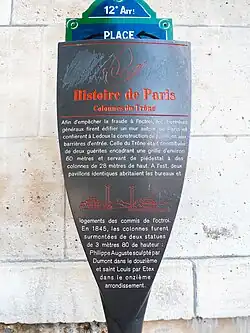 12e Arrt
PLACE
Histoire de Paris
Colonnes du Trône
Afin d'empêcher la fraude à l'octroi, les fermiers
généraux firent édifier un mur autour de Paris et
confièrent à Ledoux la construction de pavillons aux
barrières d'entrée. Celle du Trône était constituée
de deux guérites encadrant une grille d'environ
60 mètres et servant de piédestal à des
colonnes de 28 mètres de haut. A l'est, deux
pavillons identiques abritaient les bureaux et
logements des commis de l'octroi.
En 1845, les colonnes furent
surmontées de deux statues
de 3 mètres 80 de hauteur :
Philippe Auguste sculpté par
Dumont dans le douzième
et saint Louis par Etex
dans le onzième
arrondissement.